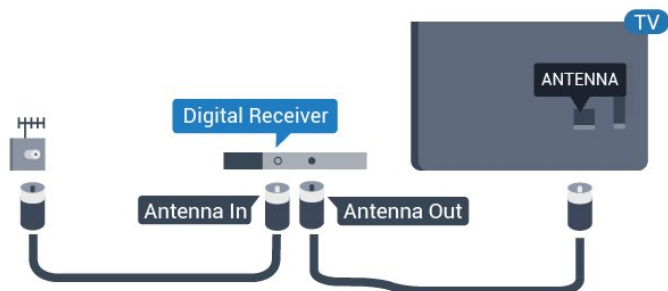 TV
ANTENNA
Digital Receiver
Antenna In
Antenna Out